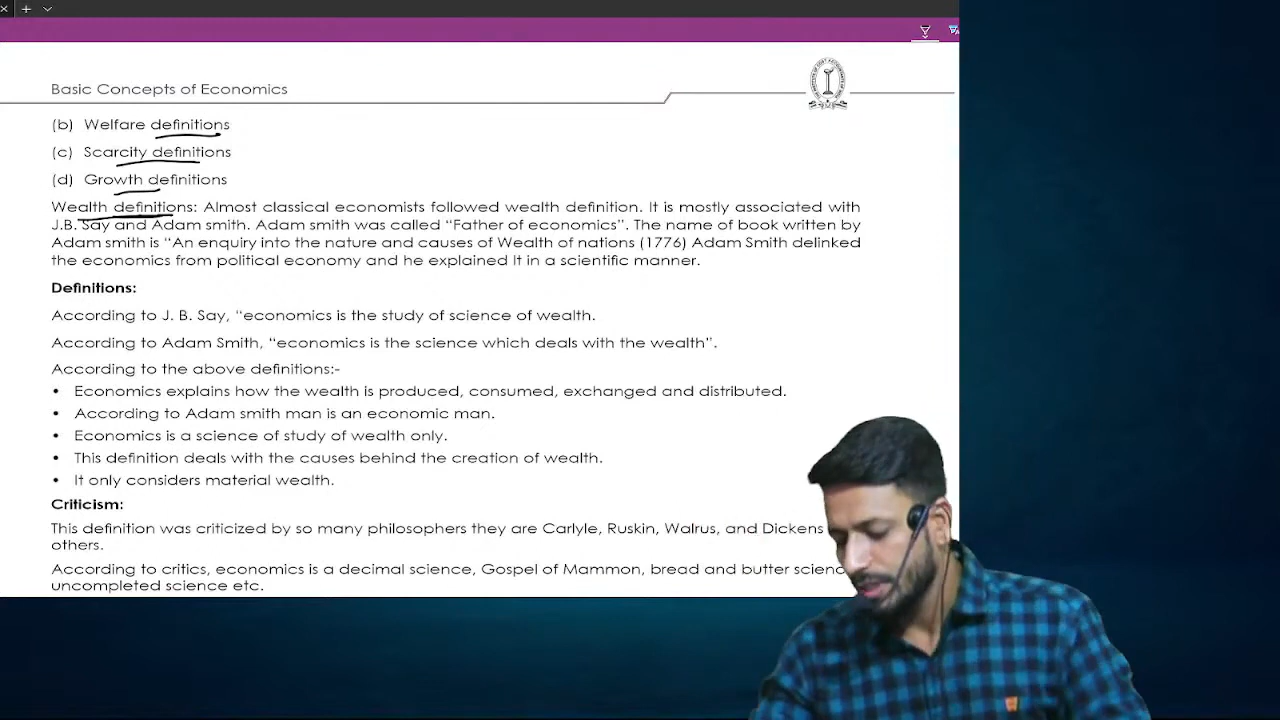 Basic Concepts of Economics
(b) Welfare definitions
(c) Scarcity definitions
(d) Growth definitions
Wealth definitions: Almost classical economists followed wealth definition. It is mostly associated with
J.B. Say and Adam smith. Adam smith was called “Father of economics”. The name of book written by
Adam smith is “An enquiry into the nature and causes of Wealth of nations (1776) Adam Smith delinked
the economics from political economy and he explained It in a scientific manner.
Definitions:
According to J. B. Say, “economics is the study of science of wealth.
According to Adam Smith, “economics is the science which deals with the wealth”.
According to the above definitions:-
• Economics explains how the wealth is produced, consumed, exchanged and distributed.
• According to Adam smith man is an economic man.
• Economics is a science of study of wealth only.
• This definition deals with the causes behind the creation of wealth.
• It only considers material wealth.
Criticism:
This definition was criticized by so many philosophers they are Carlyle, Ruskin, Walrus, and Dickens
others.
According to critics, economics is a decimal science, Gospel of Mammon, bread and butter scienc
uncompleted science etc.